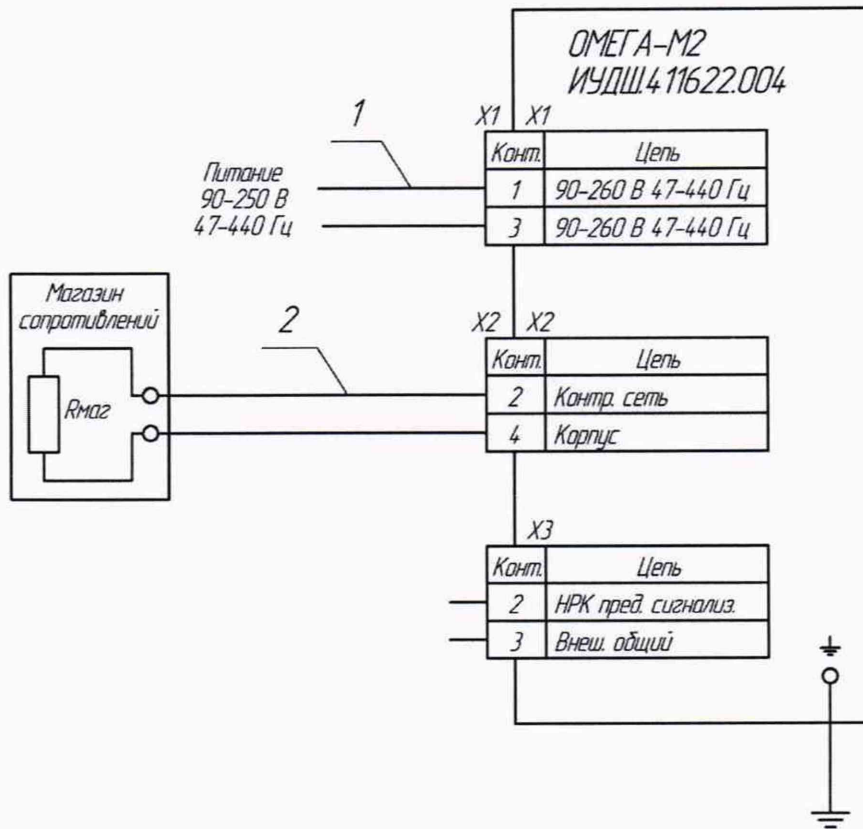 ОМЕГА-М2
ИУДШ.411622.004
1
X1 X1
Конт. Цепь
Питание
90-250 В
47-440 Гц
1 90-260 В 47-440 Гц
3 90-260 В 47-440 Гц
Магазин
сопротивлений
Rмаг
2
X2 X2
Конт. Цепь
2 Контр. сеть
4 Корпус
X3
Конт. Цепь
2 НРК пред. сигнализ.
3 Внеш. общий